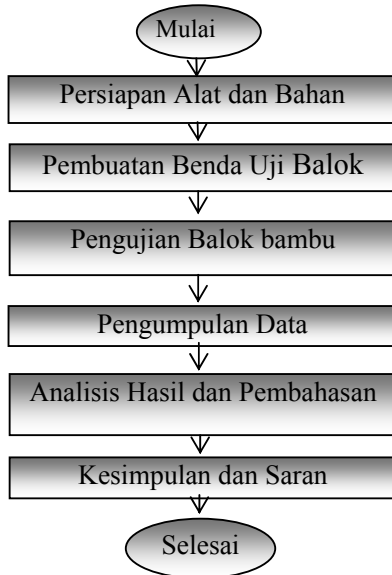 Mulai
Persiapan Alat dan Bahan
Pembuatan Benda Uji Balok
Pengujian Balok bambu
Pengumpulan Data
Analisis Hasil dan Pembahasan
Kesimpulan dan Saran
Selesai